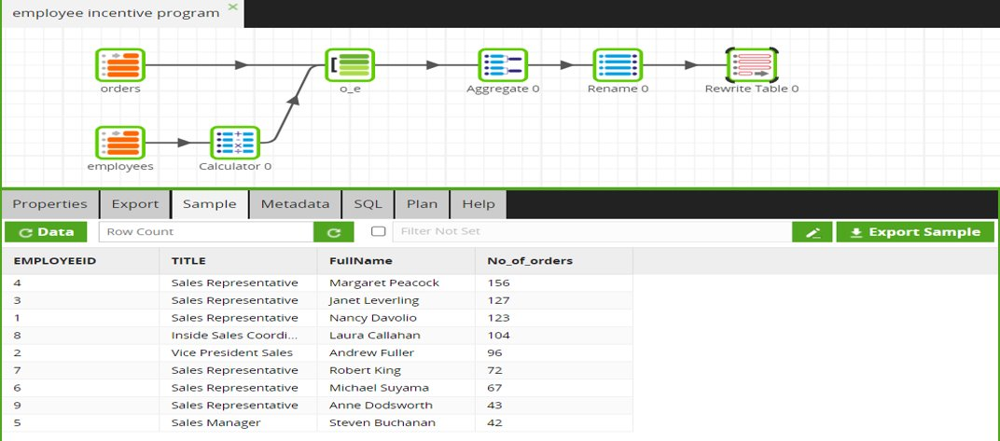 employee incentive program
orders
o_e
Aggregate 0
Rename 0
Rewrite Table 0
employees
Calculator 0
Properties Export Sample Metadata SQL Plan Help
Data Row Count Filter Not Set Export Sample
EMPLOYEEID TITLE FullName No_of_orders
4 Sales Representative Margaret Peacock 156
3 Sales Representative Janet Leverling 127
1 Sales Representative Nancy Davolio 123
8 Inside Sales Coordi... Laura Callahan 104
2 Vice President Sales Andrew Fuller 96
7 Sales Representative Robert King 72
6 Sales Representative Michael Suyama 67
9 Sales Representative Anne Dodsworth 43
5 Sales Manager Steven Buchanan 42